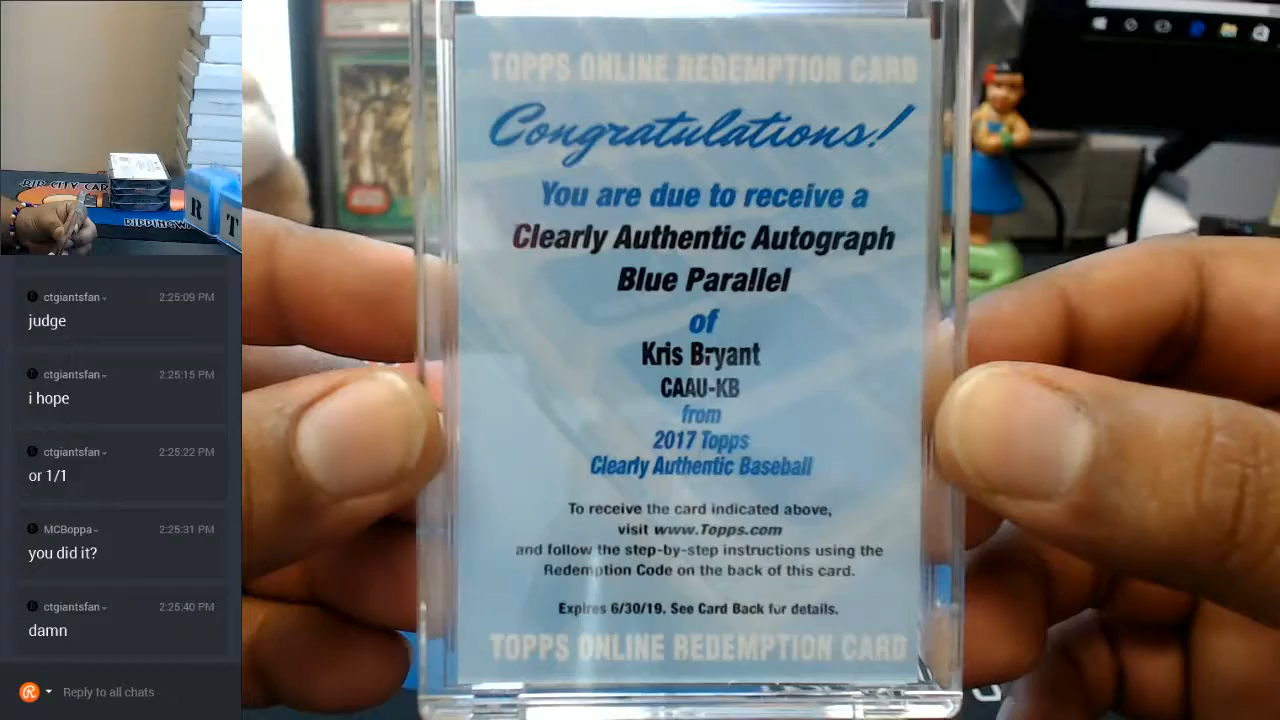 RIP CITY CAR
RIPPINGW
R
T
ctgiantsfan
2:25:09 PM
judge
ctgiantsfan
2:25:15 PM
i hope
ctgiantsfan
2:25:22 PM
or 1/1
MCBoppa
2:25:31 PM
you did it?
ctgiantsfan
2:25:40 PM
damn
Reply to all chats
TOPPS ONLINE REDEMPTION CARD
Congratulations!
You are due to receive a
Clearly Authentic Autograph
Blue Parallel
of
Kris Bryant
CAAU-KB
from
2017 Topps
Clearly Authentic Baseball
To receive the card indicated above,
visit www.Topps.com
and follow the step-by-step instructions using the
Redemption Code on the back of this card.
Expires 6/30/19. See Card Back for details.
TOPPS ONLINE REDEMPTION CARD